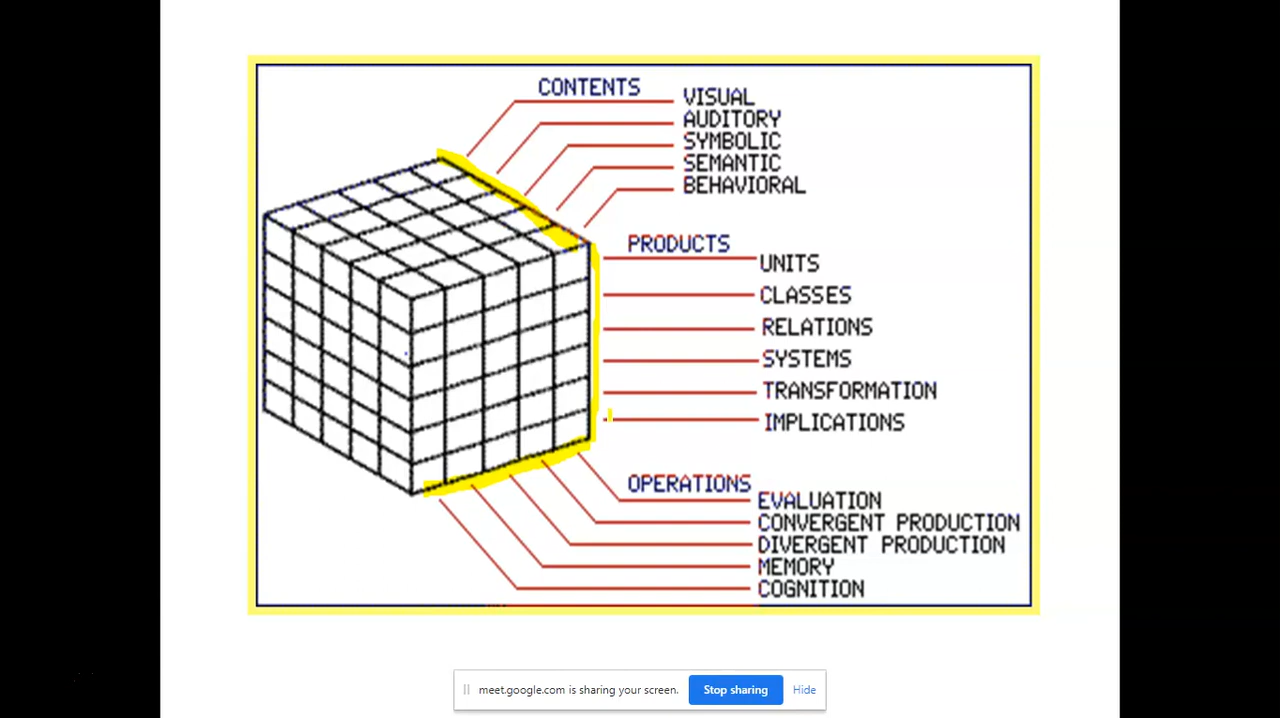 CONTENTS
VISUAL
AUDITORY
SYMBOLIC
SEMANTIC
BEHAVIORAL
PRODUCTS
UNITS
CLASSES
RELATIONS
SYSTEMS
TRANSFORMATION
IMPLICATIONS
OPERATIONS
EVALUATION
CONVERGENT PRODUCTION
DIVERGENT PRODUCTION
MEMORY
COGNITION
meet.google.com is sharing your screen. Stop sharing Hide